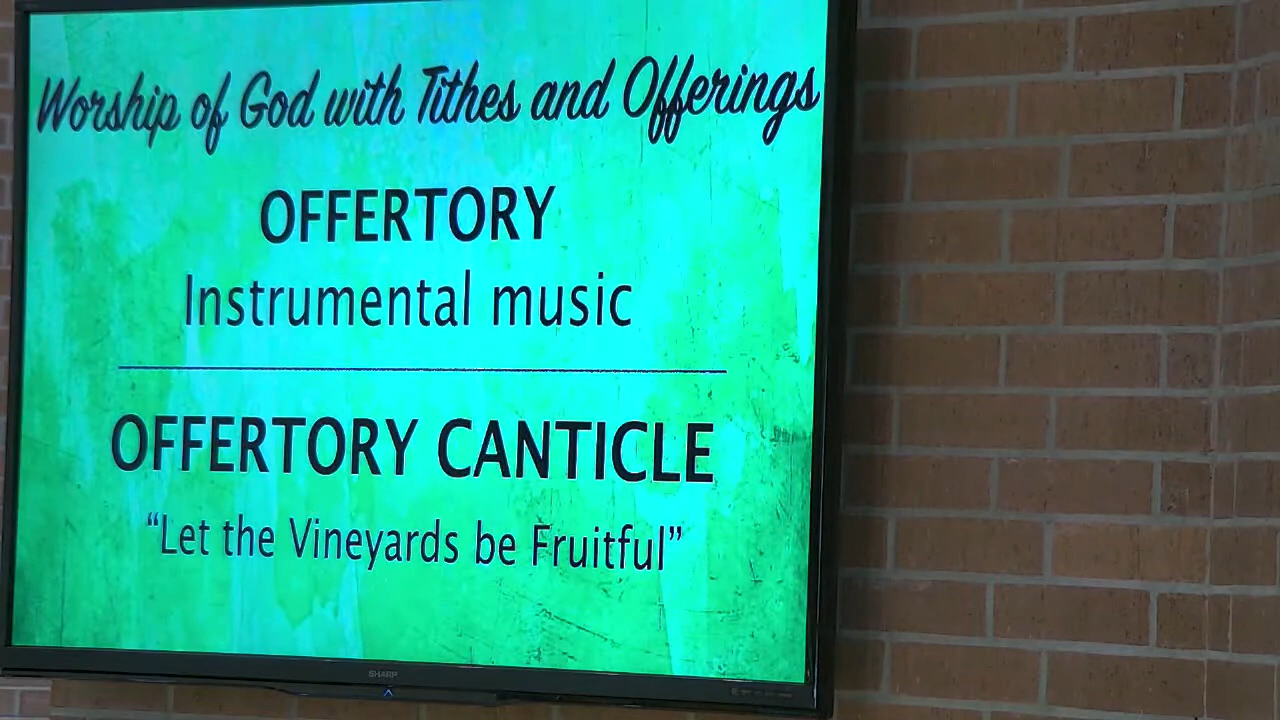 Worship of God with Tithes and Offerings
OFFERTORY
Instrumental music
OFFERTORY CANTICLE
“Let the Vineyards be Fruitful”
SHARP